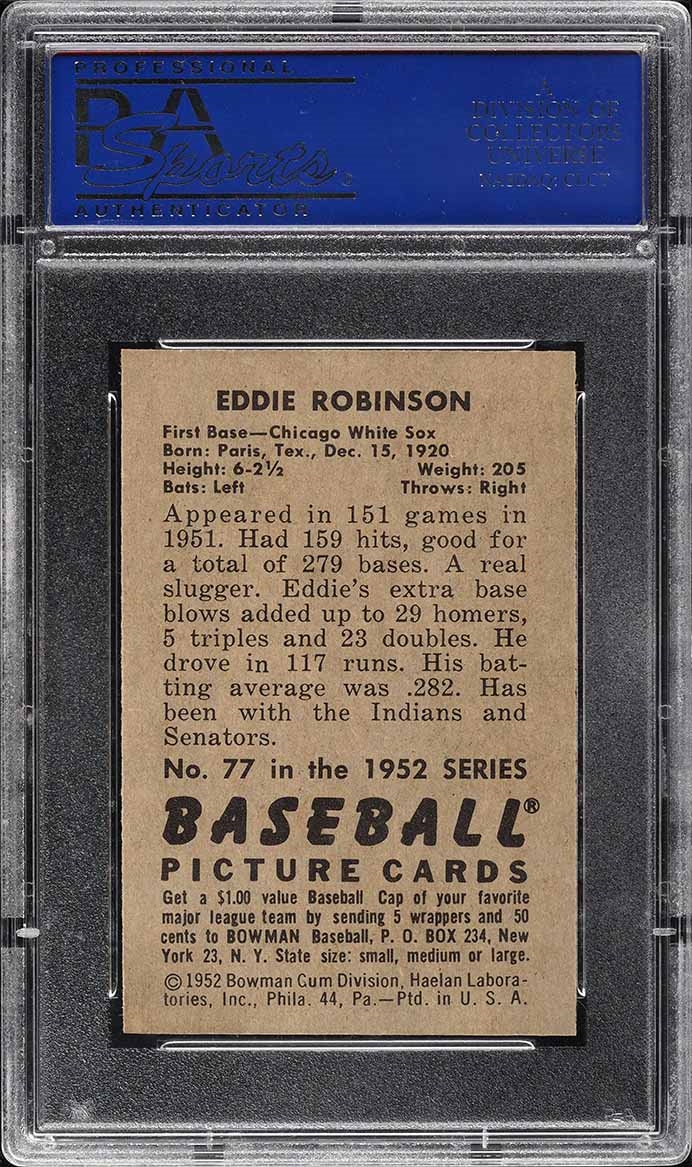 PROFESSIONAL
PSA
Sports
AUTHENTICATOR
A
DIVISION OF
COLLECTORS
UNIVERSE
NASDAQ: CLCT
EDDIE ROBINSON
First Base—Chicago White Sox
Born: Paris, Tex., Dec. 15, 1920
Height: 6-2½ Weight: 205
Bats: Left Throws: Right
Appeared in 151 games in
1951. Had 159 hits, good for
a total of 279 bases. A real
slugger. Eddie's extra base
blows added up to 29 homers,
5 triples and 23 doubles. He
drove in 117 runs. His bat-
ting average was .282. Has
been with the Indians and
Senators.
No. 77 in the 1952 SERIES
BASEBALL®
PICTURE CARDS
Get a $1.00 value Baseball Cap of your favorite
major league team by sending 5 wrappers and 50
cents to BOWMAN Baseball, P. O. BOX 234, New
York 23, N. Y. State size: small, medium or large.
©1952 Bowman Gum Division, Haelan Labora-
tories, Inc., Phila. 44, Pa.—Ptd. in U. S. A.